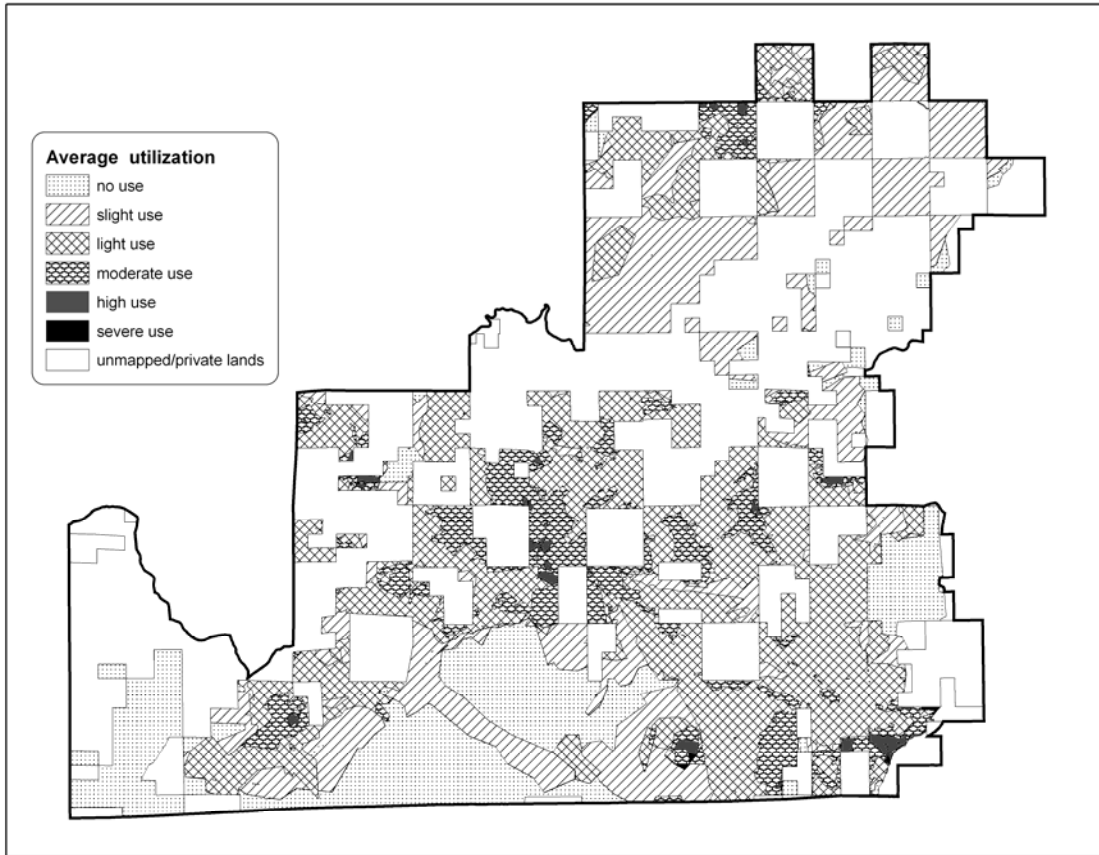 Average utilization
no use
slight use
light use
moderate use
high use
severe use
unmapped/private lands